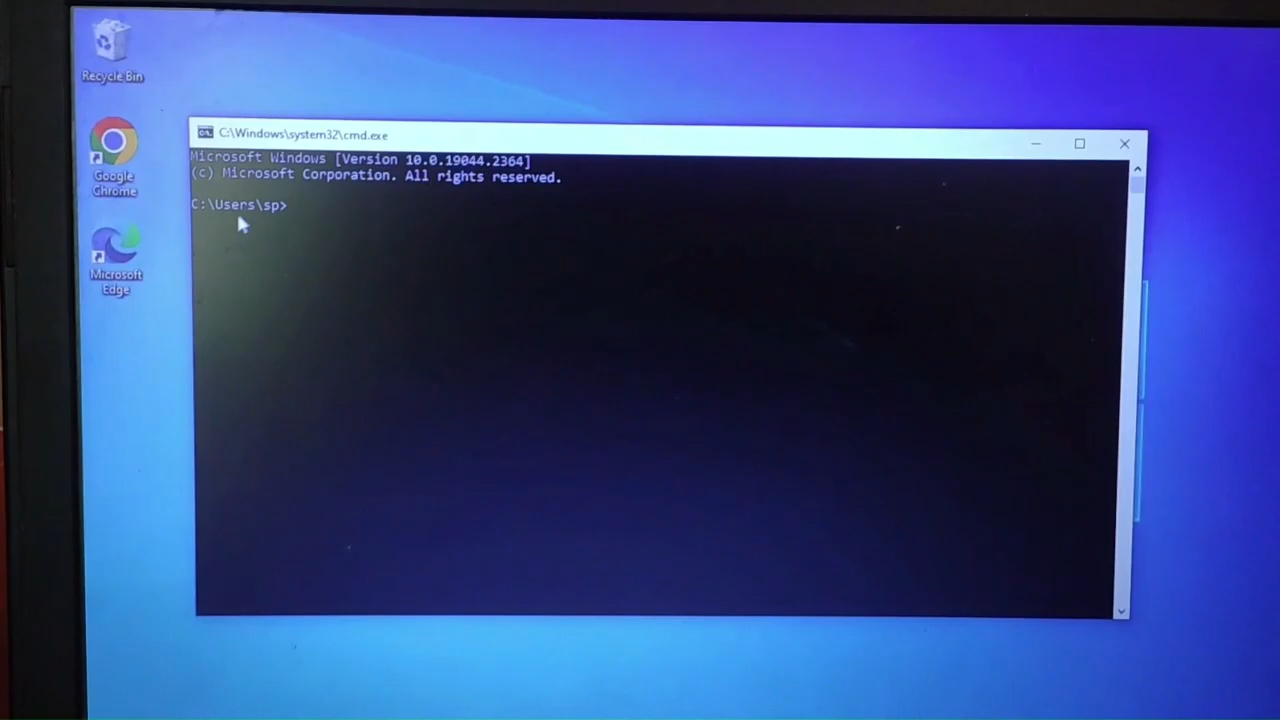 Recycle Bin
Google
Chrome
Microsoft
Edge
C:\Windows\system32\cmd.exe
Microsoft Windows [Version 10.0.19044.2364]
(c) Microsoft Corporation. All rights reserved.
C:\Users\sp>